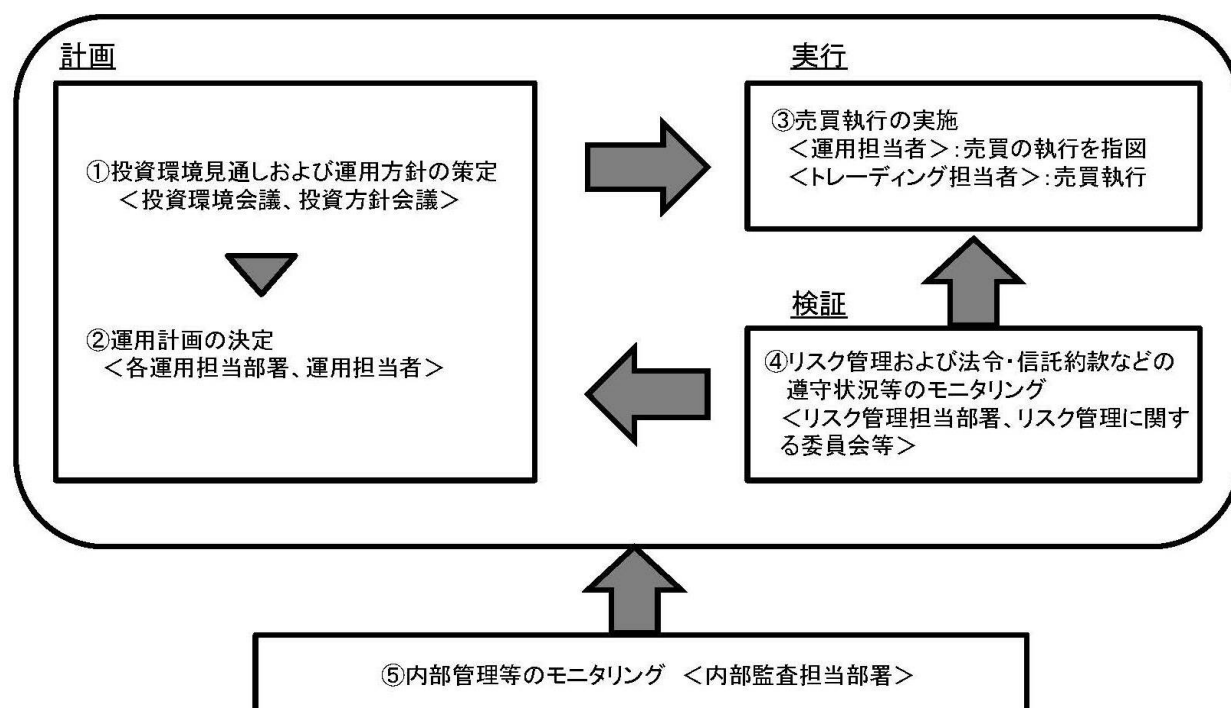 計画
①投資環境見通しおよび運用方針の策定
＜投資環境会議、投資方針会議＞
②運用計画の決定
＜各運用担当部署、運用担当者＞
実行
③売買執行の実施
＜運用担当者＞：売買の執行を指図
＜トレーディング担当者＞：売買執行
検証
④リスク管理および法令・信託約款などの
遵守状況等のモニタリング
＜リスク管理担当部署、リスク管理に関す
る委員会等＞
⑤内部管理等のモニタリング ＜内部監査担当部署＞